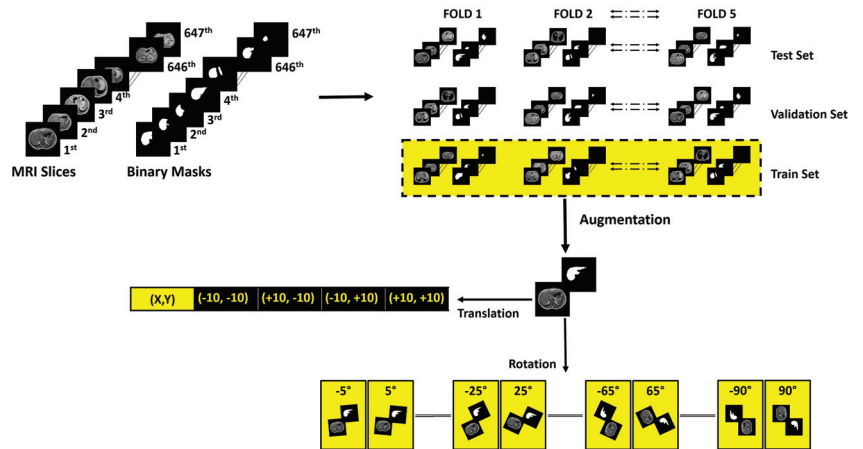 FOLD 1
FOLD 2
FOLD 5
647th
646th
4th
3rd
2nd
1st
MRI Slices
647th
646th
4th
3rd
2nd
1st
Binary Masks
Test Set
Validation Set
Train Set
Augmentation
(X,Y) (-10, -10) (+10, -10) (-10, +10) (+10, +10)
Translation
Rotation
-5° 5° -25° 25° -65° 65° -90° 90°